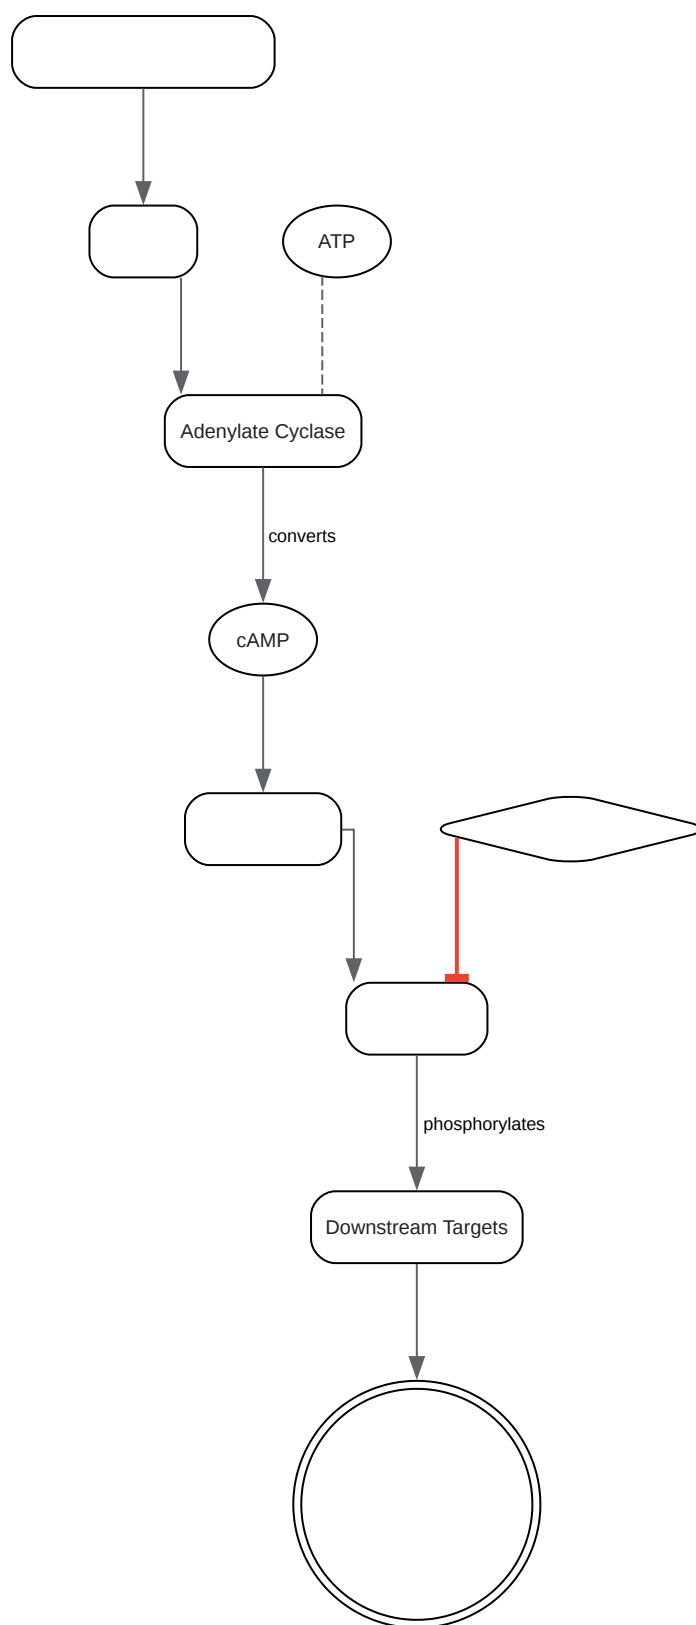 ATP
Adenylate Cyclase
converts
cAMP
phosphorylates
Downstream Targets